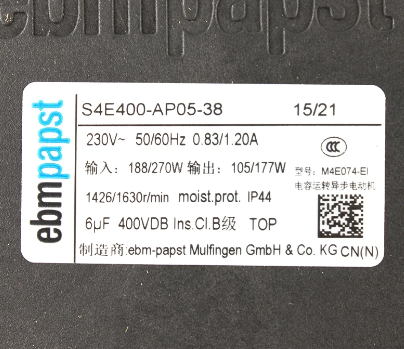 ebmpapst
ebmpapst
S4E400-AP05-38 15/21
230V~ 50/60Hz 0.83/1.20A
CCC
输入: 188/270W 输出: 105/177W 型号: M4E074-EI
电容运转异步电动机
1426/1630r/min moist.prot. IP44
6µF 400VDB Ins.Cl.B级 TOP
制造商:ebm-papst Mulfingen GmbH & Co. KG CN(N)